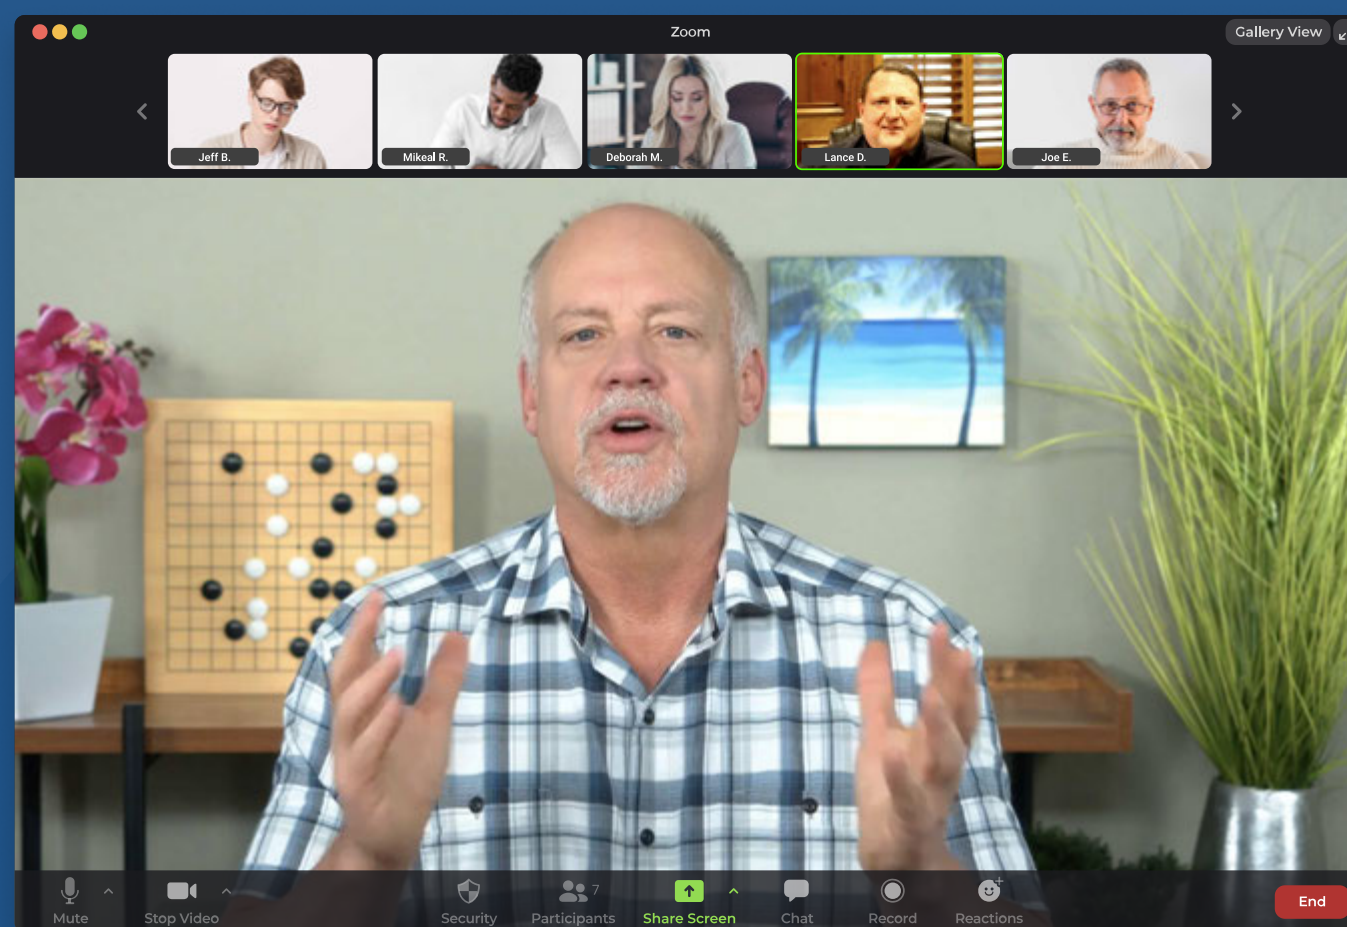 Zoom
Gallery View
Jeff B.
Mikeal R.
Deborah M.
Lance D.
Joe E.
7
Mute
Stop Video
Security
Participants
Share Screen
Chat
Record
Reactions
End